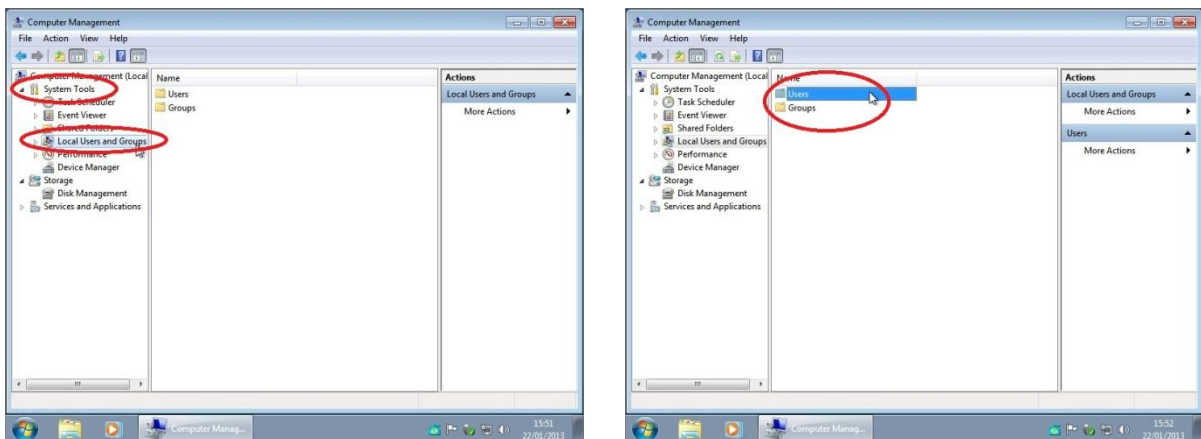 Computer Management
File Action View Help
Computer Management (Local
System Tools
Task Scheduler
Event Viewer
Shared Folders
Local Users and Groups
Performance
Device Manager
Storage
Disk Management
Services and Applications
Name
Users
Groups
Actions
Local Users and Groups
More Actions
Computer Manag...
15:51
22/01/2013
Computer Management
File Action View Help
Computer Management (Local
System Tools
Task Scheduler
Event Viewer
Shared Folders
Local Users and Groups
Performance
Device Manager
Storage
Disk Management
Services and Applications
Name
Users
Groups
Actions
Local Users and Groups
More Actions
Users
More Actions
Computer Manag...
15:52
22/01/2013